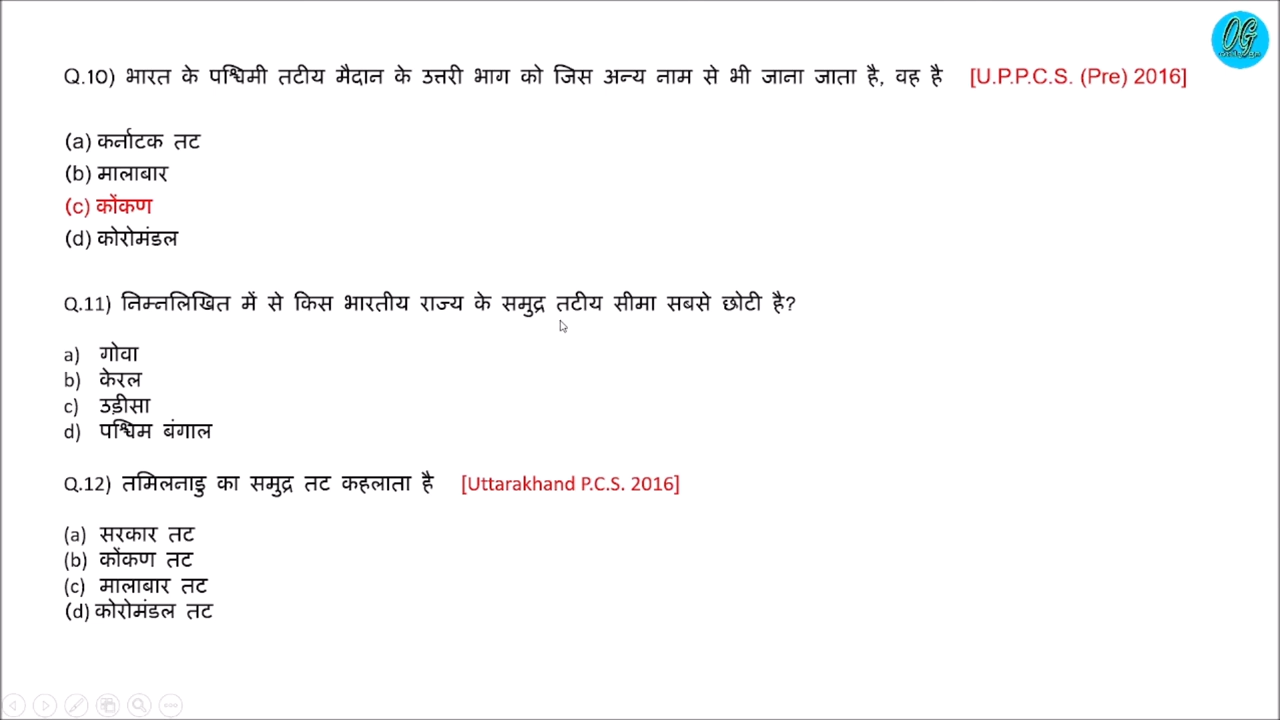 OG
Q.10) भारत के पश्चिमी तटीय मैदान के उत्तरी भाग को जिस अन्य नाम से भी जाना जाता है, वह है [U.P.P.C.S. (Pre) 2016]
(a) कर्नाटक तट
(b) मालाबार
(c) कोंकण
(d) कोरोमंडल
Q.11) निम्नलिखित में से किस भारतीय राज्य के समुद्र तटीय सीमा सबसे छोटी है?
a) गोवा
b) केरल
c) उड़ीसा
d) पश्चिम बंगाल
Q.12) तमिलनाडु का समुद्र तट कहलाता है [Uttarakhand P.C.S. 2016]
(a) सरकार तट
(b) कोंकण तट
(c) मालाबार तट
(d) कोरोमंडल तट